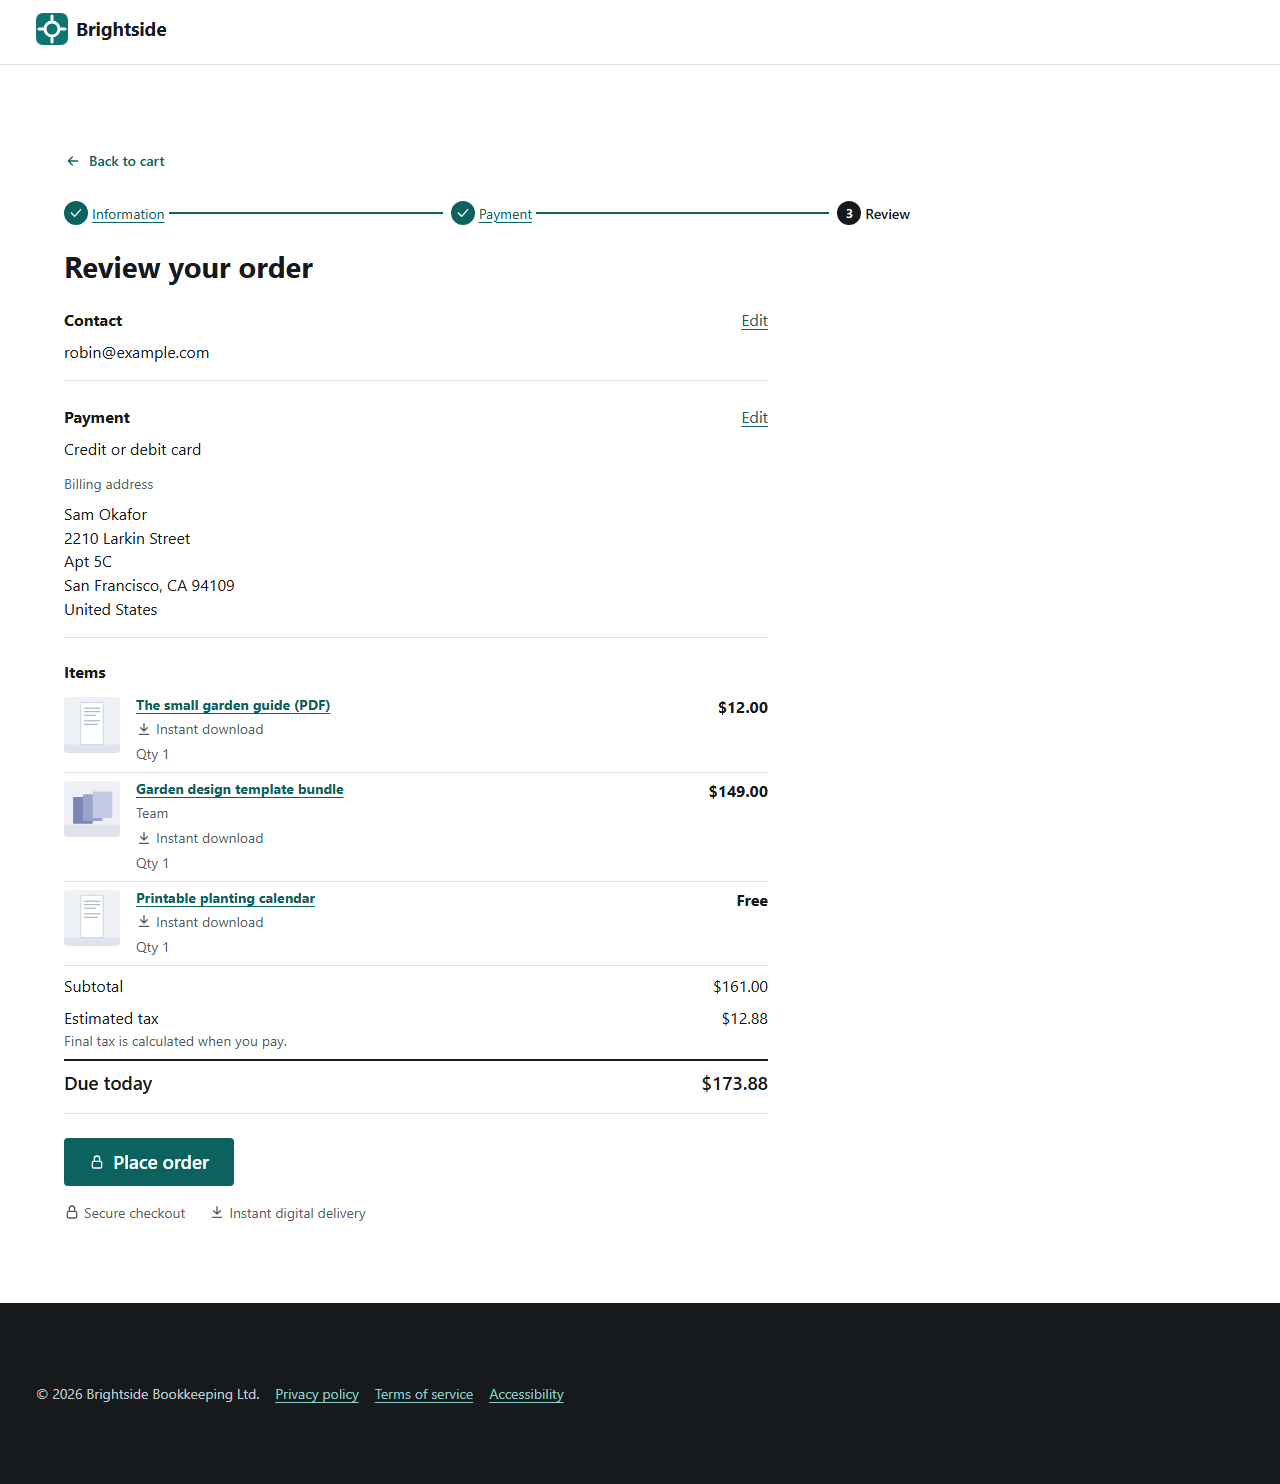 Brightside
Back to cart
Information
Payment
3 Review
Review your order
Contact
Edit
robin@example.com
Payment
Edit
Credit or debit card
Billing address
Sam Okafor
2210 Larkin Street
Apt 5C
San Francisco, CA 94109
United States
Items
The small garden guide (PDF)
$12.00
Instant download
Qty 1
Garden design template bundle
$149.00
Team
Instant download
Qty 1
Printable planting calendar
Free
Instant download
Qty 1
Subtotal
$161.00
Estimated tax
$12.88
Final tax is calculated when you pay.
Due today
$173.88
Place order
Secure checkout
Instant digital delivery
© 2026 Brightside Bookkeeping Ltd. Privacy policy Terms of service Accessibility